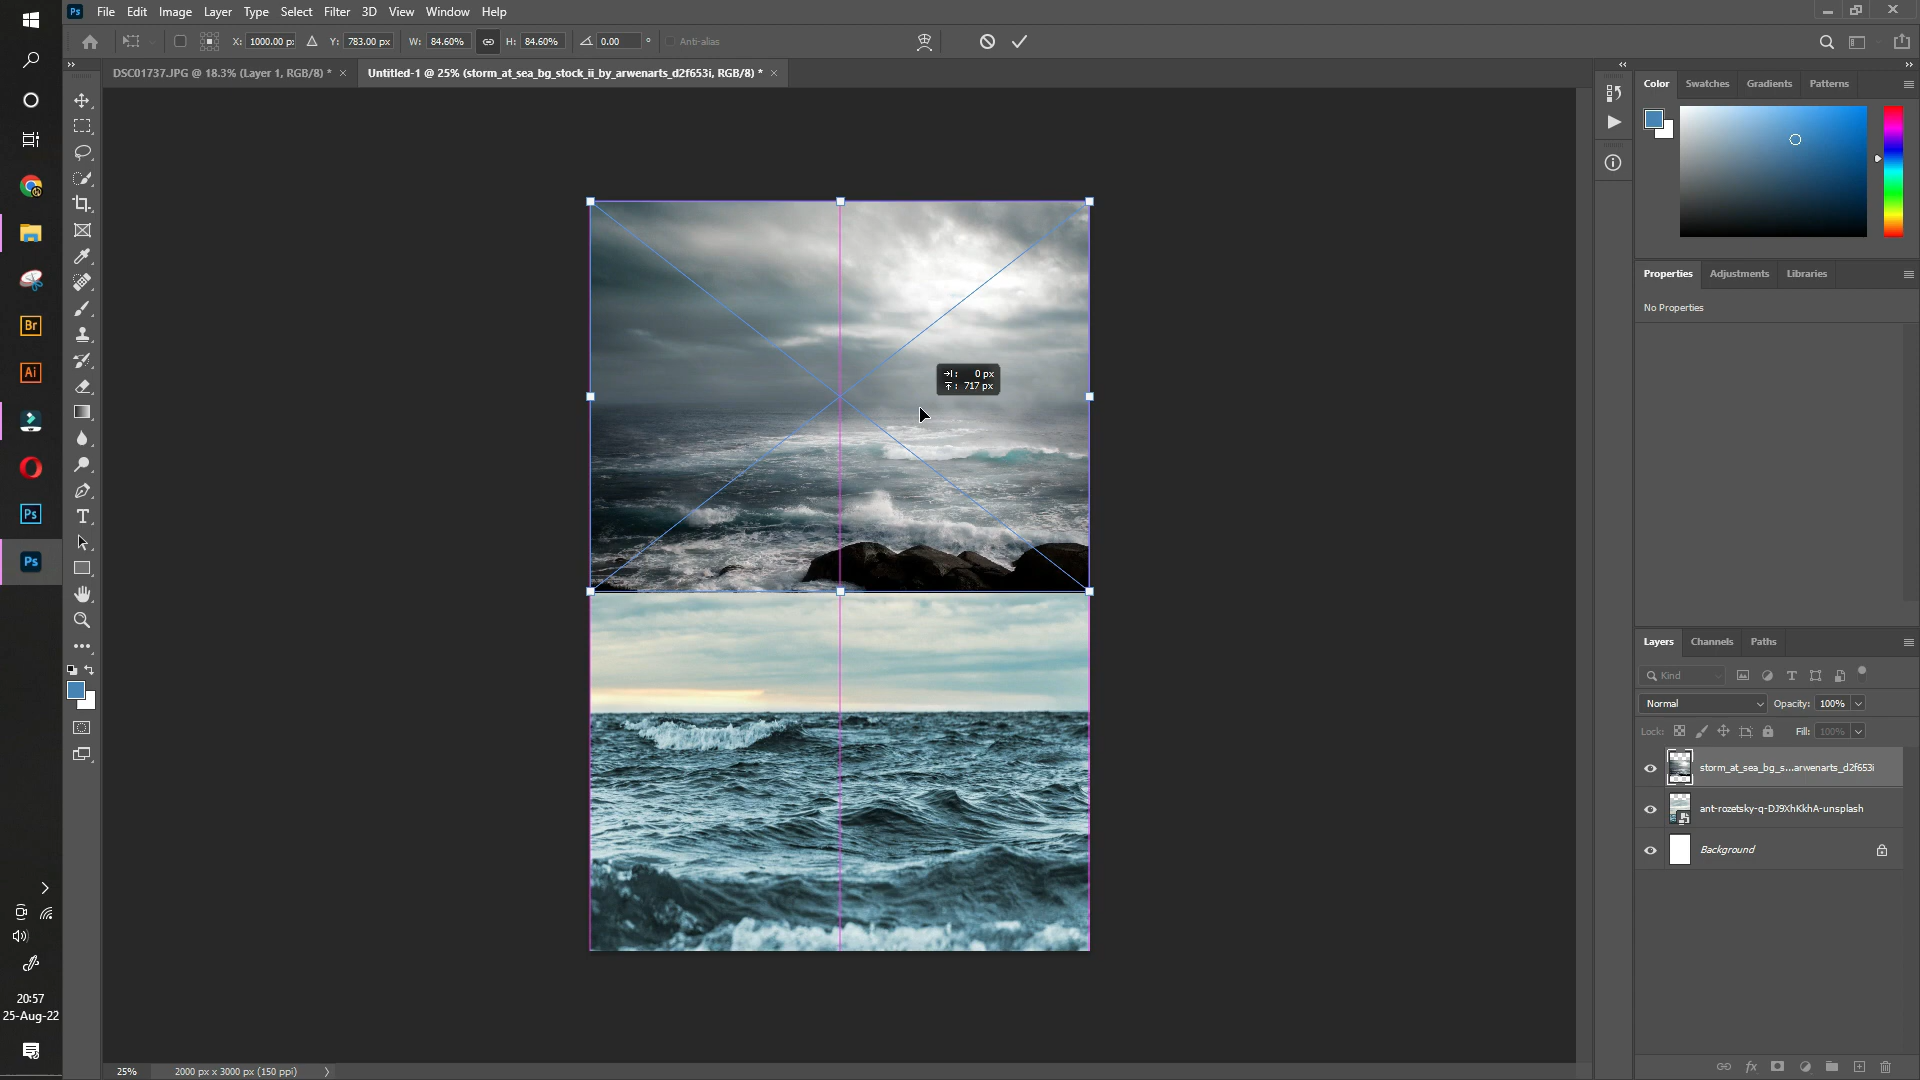 Ps File Edit Image Layer Type Select Filter 3D View Window Help
X: 1000.00 p: Y: 783.00 px W: 84.60% H: 84.60% 0.00 ° Anti-alias
DSC01737.JPG @ 18.3% (Layer 1, RGB/8) * × Untitled-1 @ 25% (storm_at_sea_bg_stock_ii_by_arwenarts_d2f653i, RGB/8) * ×
Color Swatches Gradients Patterns
Properties Adjustments Libraries
No Properties
: 0 px
: 717 px
Br
Ai
Ps
Ps
T
Layers Channels Paths
Kind
Normal Opacity: 100%
Lock: Fill: 100%
storm_at_sea_bg_s...arwenarts_d2f653i
ant-rozetsky-q-DJ9XhKkhA-unsplash
Background
fx
20:57
25-Aug-22
25% 2000 px x 3000 px (150 ppi)